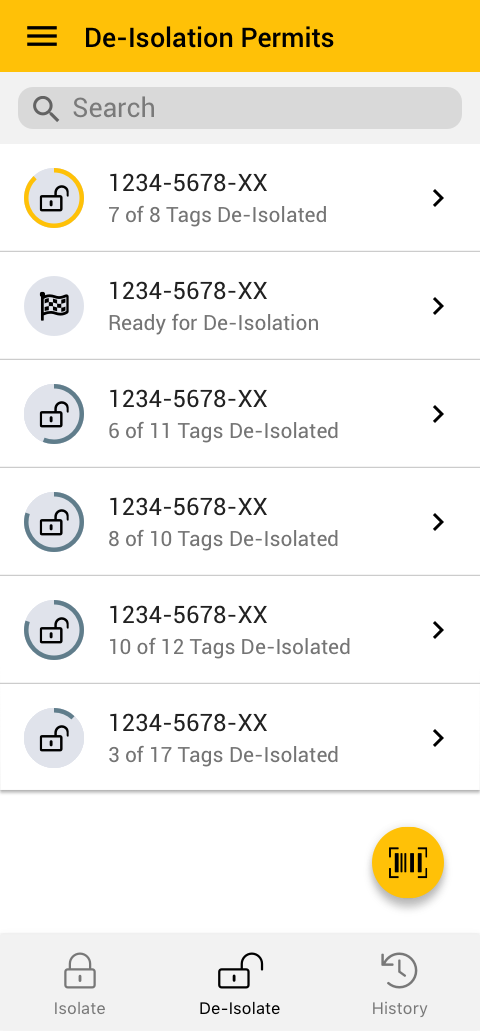 De-Isolation Permits
Search
1234-5678-XX
7 of 8 Tags De-Isolated
1234-5678-XX
Ready for De-Isolation
1234-5678-XX
6 of 11 Tags De-Isolated
1234-5678-XX
8 of 10 Tags De-Isolated
1234-5678-XX
10 of 12 Tags De-Isolated
1234-5678-XX
3 of 17 Tags De-Isolated
Isolate
De-Isolate
History